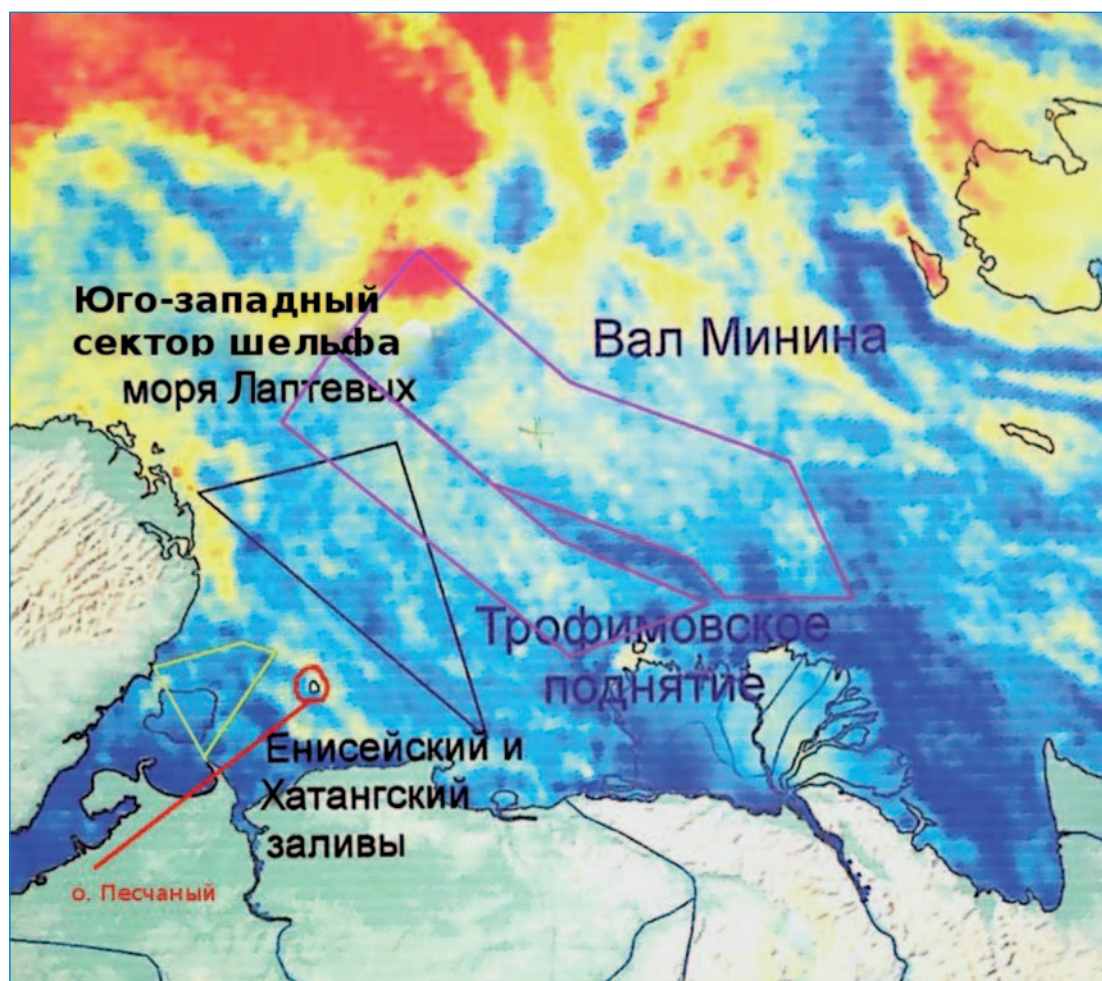 Юго-западный
сектор шельфа
моря Лаптевых
Вал Минина
Трофимовское
поднятие
Енисейский и
Хатангский
заливы
о. Песчаный